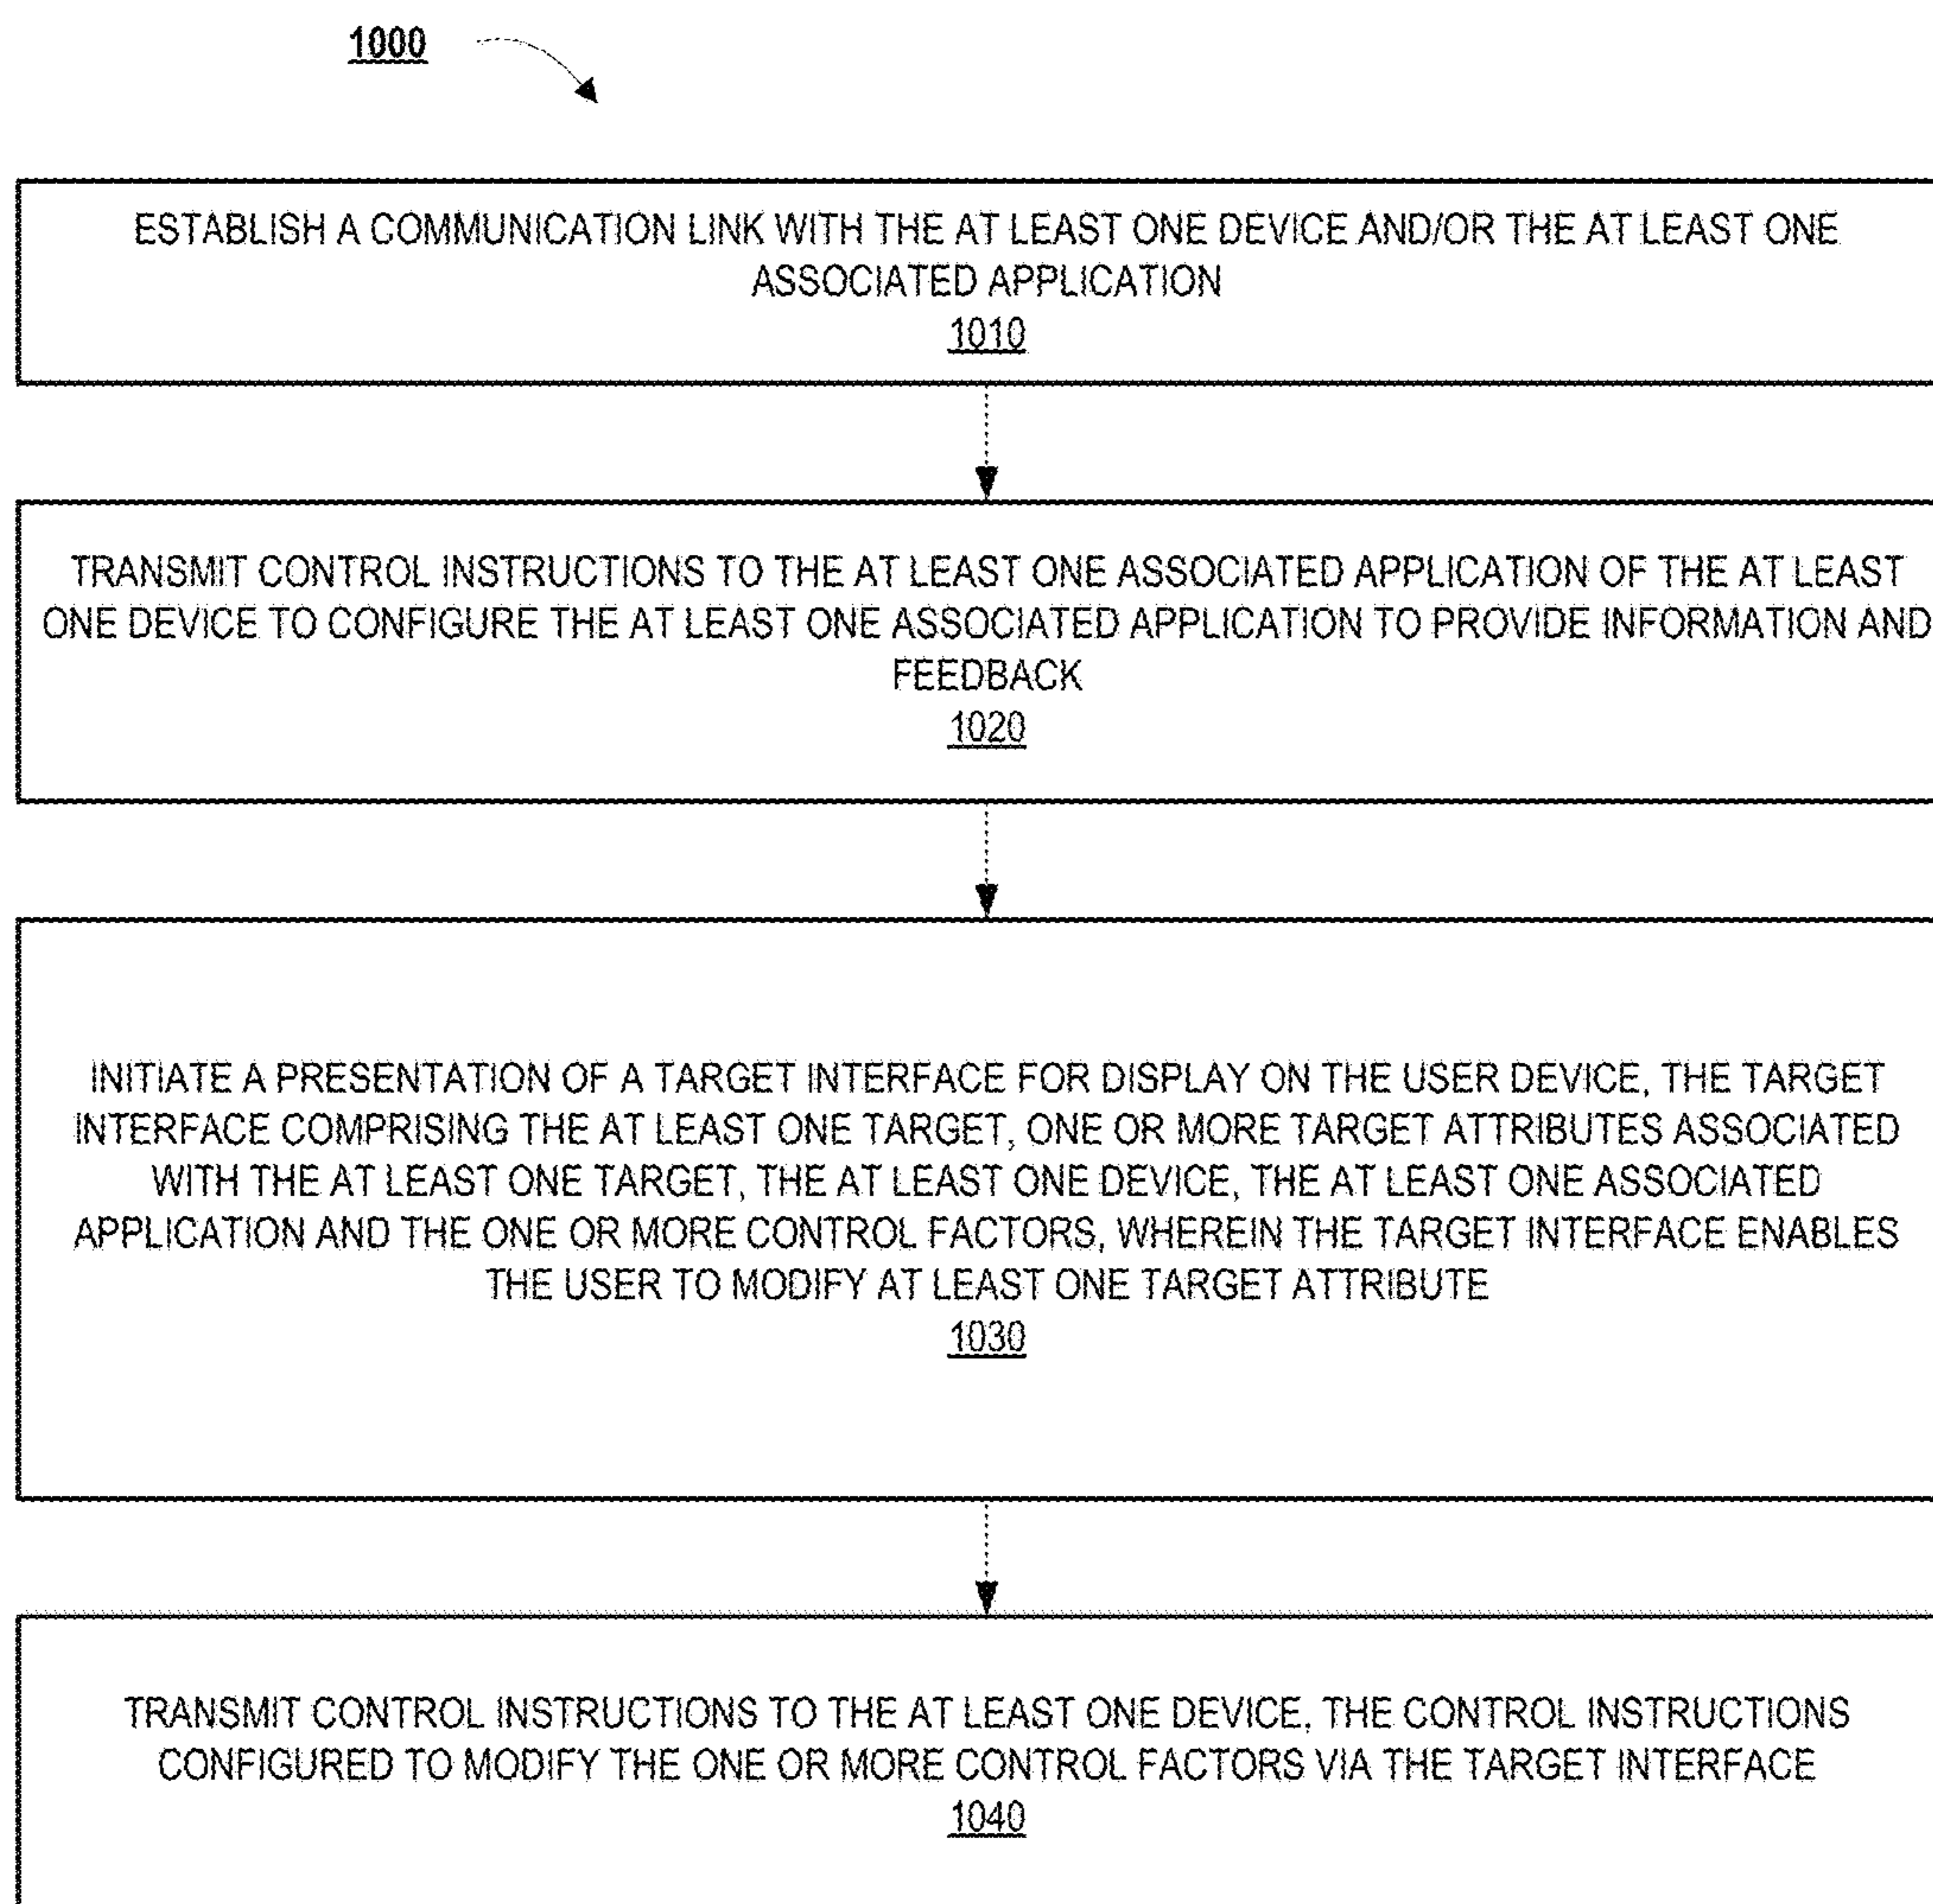 1000
ESTABLISH A COMMUNICATION LINK WITH THE AT LEAST ONE DEVICE AND/OR THE AT LEAST ONE
ASSOCIATED APPLICATION
1010
TRANSMIT CONTROL INSTRUCTIONS TO THE AT LEAST ONE ASSOCIATED APPLICATION OF THE AT LEAST
ONE DEVICE TO CONFIGURE THE AT LEAST ONE ASSOCIATED APPLICATION TO PROVIDE INFORMATION AND
FEEDBACK
1020
INITIATE A PRESENTATION OF A TARGET INTERFACE FOR DISPLAY ON THE USER DEVICE, THE TARGET
INTERFACE COMPRISING THE AT LEAST ONE TARGET, ONE OR MORE TARGET ATTRIBUTES ASSOCIATED
WITH THE AT LEAST ONE TARGET, THE AT LEAST ONE DEVICE, THE AT LEAST ONE ASSOCIATED
APPLICATION AND THE ONE OR MORE CONTROL FACTORS, WHEREIN THE TARGET INTERFACE ENABLES
THE USER TO MODIFY AT LEAST ONE TARGET ATTRIBUTE
1030
TRANSMIT CONTROL INSTRUCTIONS TO THE AT LEAST ONE DEVICE, THE CONTROL INSTRUCTIONS
CONFIGURED TO MODIFY THE ONE OR MORE CONTROL FACTORS VIA THE TARGET INTERFACE
1040